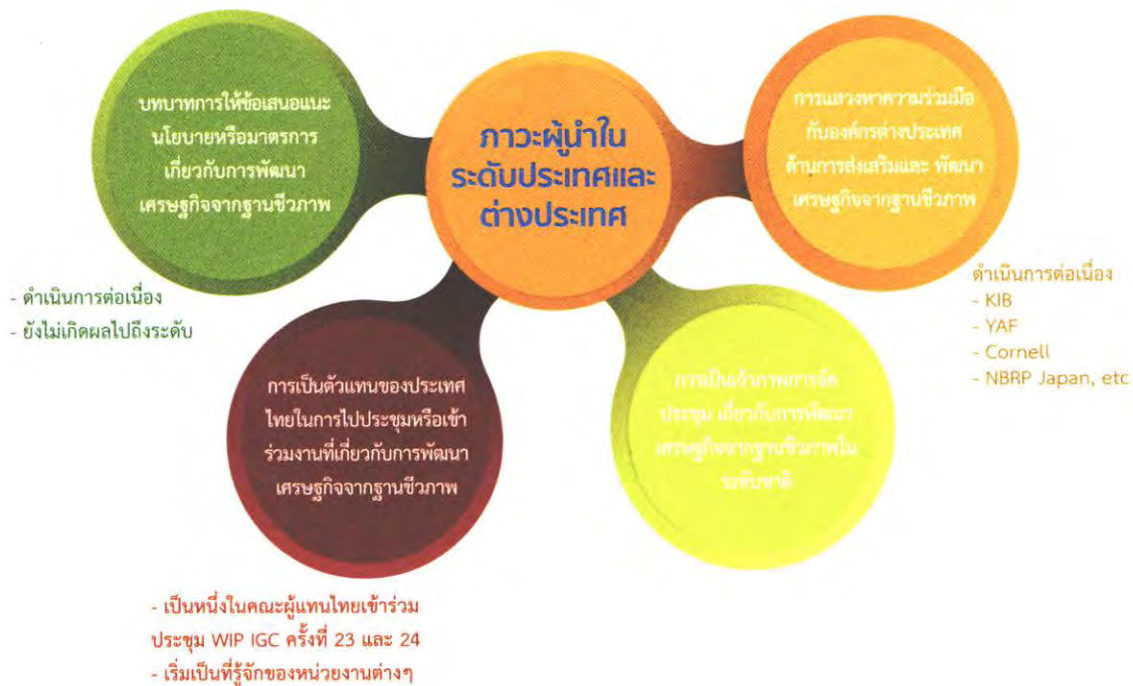 บทบาทการให้ข้อเสนอแนะ
นโยบายหรือมาตรการ
เกี่ยวกับการพัฒนา
เศรษฐกิจจากฐานชีวภาพ
- ดำเนินการต่อเนื่อง
- ยังไม่เกิดผลไปถึงระดับ
ภาวะผู้นำใน
ระดับประเทศและ
ต่างประเทศ
การแสวงหาความร่วมมือ
กับองค์กรต่างประเทศ
ด้านการส่งเสริมและ พัฒนา
เศรษฐกิจจากฐานชีวภาพ
ดำเนินการต่อเนื่อง
- KIB
- YAF
- Cornell
- NBRP Japan, etc
การเป็นตัวแทนของประเทศ
ไทยในการไปประชุมหรือเข้า
ร่วมงานที่เกี่ยวกับการพัฒนา
เศรษฐกิจจากฐานชีวภาพ
- เป็นหนึ่งในคณะผู้แทนไทยเข้าร่วม
ประชุม WIP IGC ครั้งที่ 23 และ 24
- เริ่มเป็นที่รู้จักของหน่วยงานต่างๆ
การเป็นเจ้าภาพการจัด
ประชุม เกี่ยวกับการพัฒนา
เศรษฐกิจจากฐานชีวภาพใน
ระดับชาติ